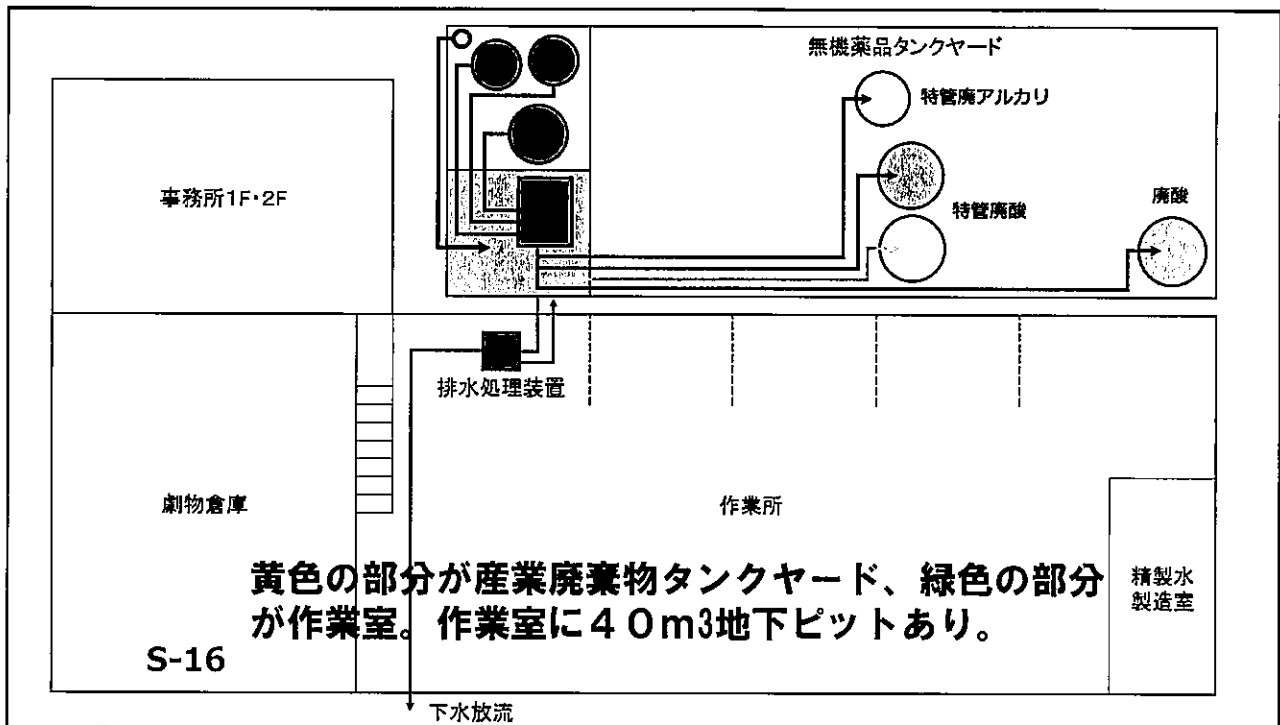 無機薬品タンクヤード
特管廃アルカリ
事務所1F・2F
特管廃酸
廃酸
排水処理装置
劇物倉庫
作業所
黄色の部分が産業廃棄物タンクヤード、緑色の部分
が作業室。作業室に４０m3地下ピットあり。
精製水
製造室
S-16
下水放流